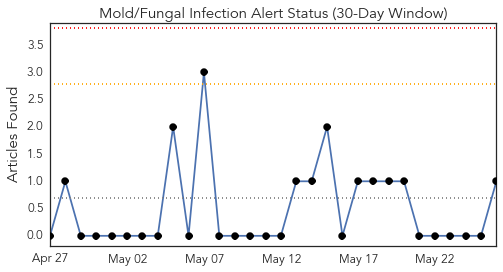 Mold/Fungal Infection Alert Status (30-Day Window)
Articles Found
3.5
3.0
2.5
2.0
1.5
1.0
0.5
0.0
Apr 27 May 02 May 07 May 12 May 17 May 22